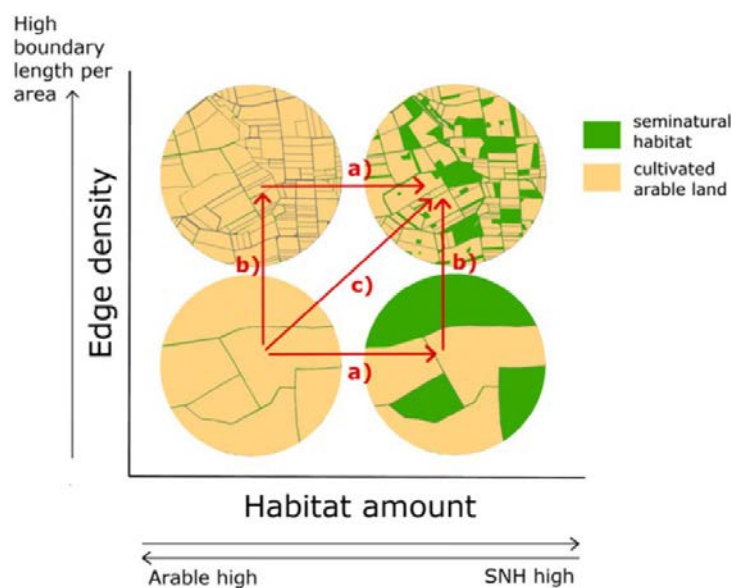 High
boundary
length per
area
Edge density
a)
b)
c)
b)
a)
seminatural
habitat
cultivated
arable land
Habitat amount
Arable high
SNH high